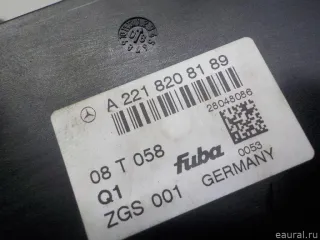 A 221 820 81 89
28048086
08 T 058
fuba
0053
Q1
ZGS 001
GERMANY
© eaural.ru